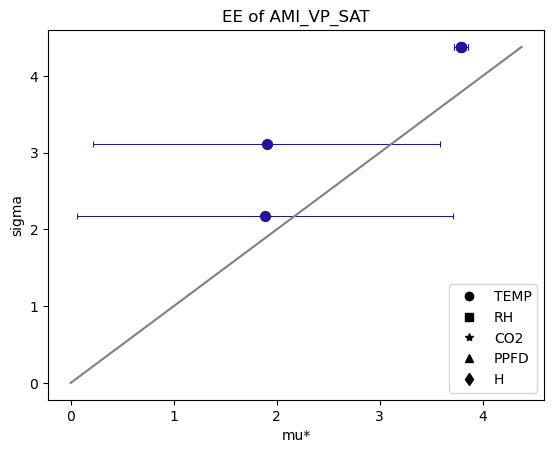 EE of AMI_VP_SAT
sigma
4
3
2
1
0
TEMP
RH
CO2
PPFD
H
0 1 2 3 4
mu*